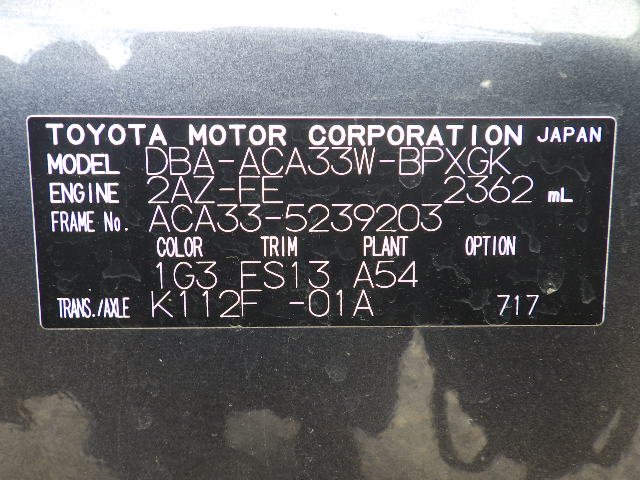 TOYOTA MOTOR CORPORATION JAPAN
MODEL DBA-ACA33W-BPXGK
ENGINE 2AZ-FE 2362 mL
FRAME No. ACA33-5239203
COLOR TRIM PLANT OPTION
1G3 FS13 A54
TRANS./AXLE K112F -01A 717